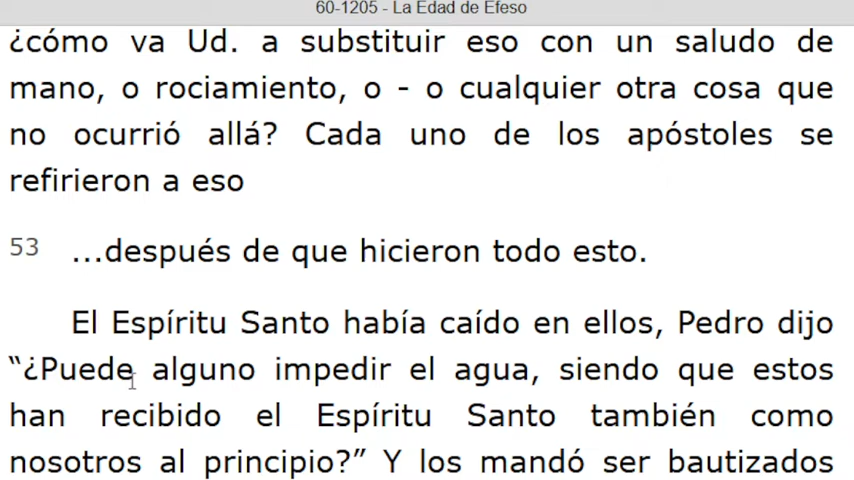 60-1205 - La Edad de Efeso
¿cómo va Ud. a substituir eso con un saludo de
mano, o rociamiento, o - o cualquier otra cosa que
no ocurrió allá? Cada uno de los apóstoles se
refirieron a eso
53 …después de que hicieron todo esto.
El Espíritu Santo había caído en ellos, Pedro dijo
“¿Puede alguno impedir el agua, siendo que estos
han recibido el Espíritu Santo también como
nosotros al principio?” Y los mandó ser bautizados